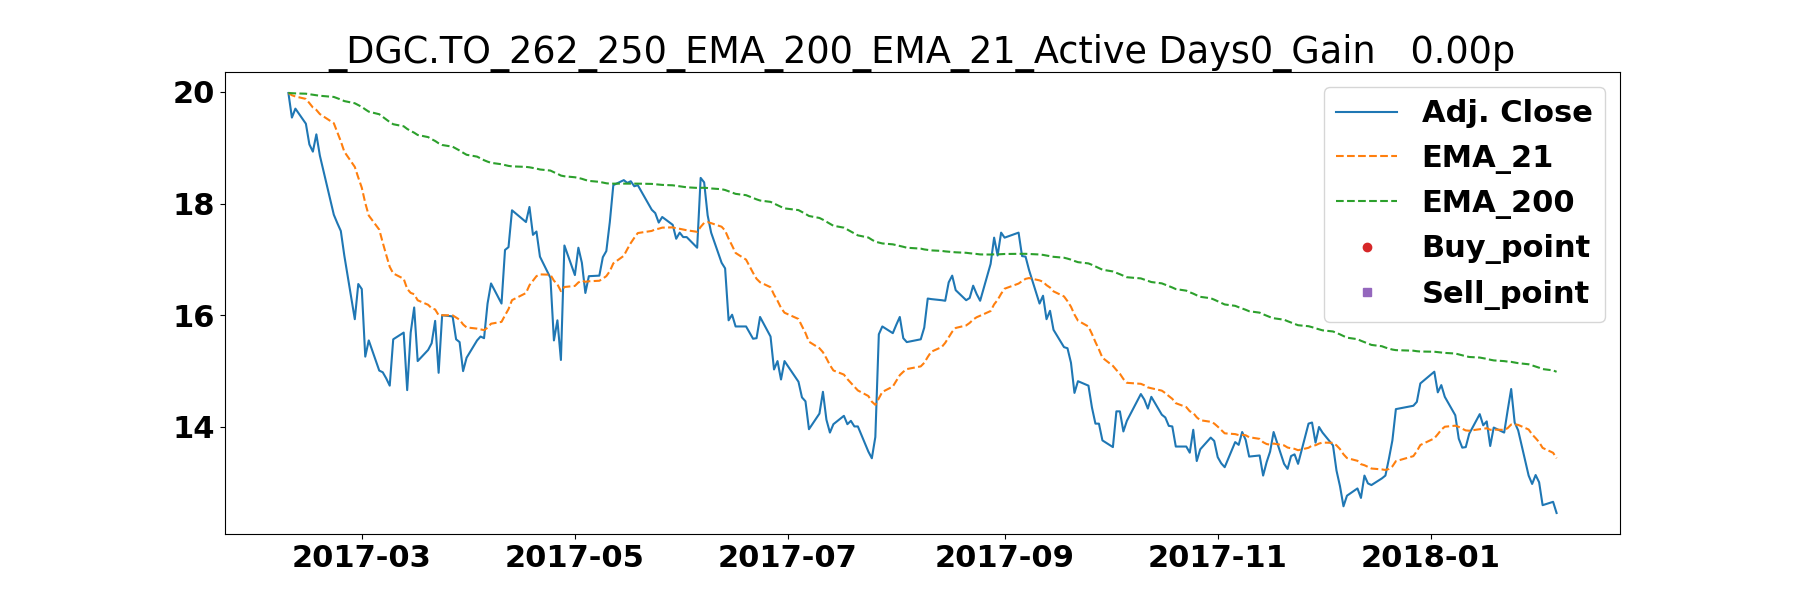 _DGC.TO_262_250_EMA_200_EMA_21_Active Days0_Gain   0.00p
20
18
16
14
Adj. Close
EMA_21
EMA_200
Buy_point
Sell_point
2017-03
2017-05
2017-07
2017-09
2017-11
2018-01